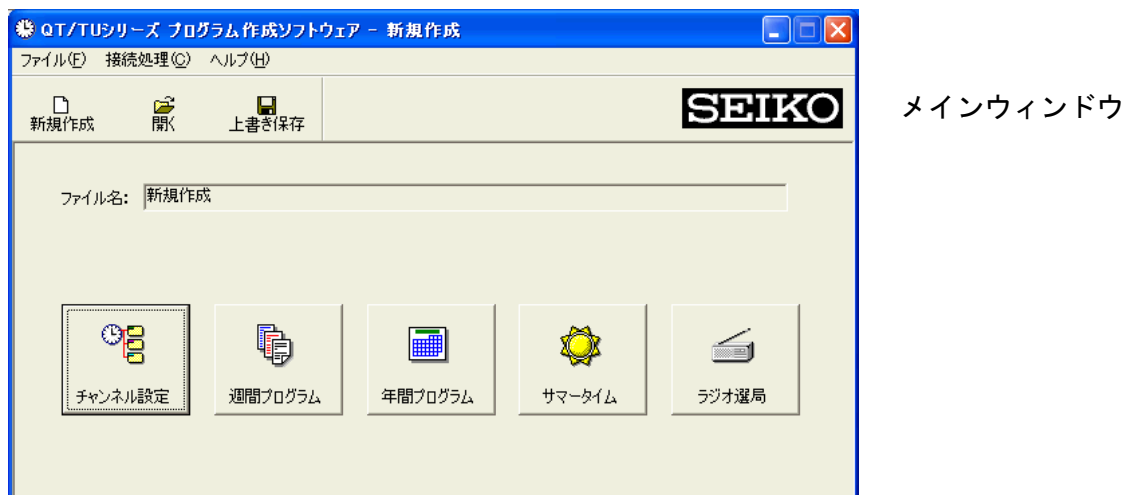 QT/TUシリーズ プログラム作成ソフトウェア - 新規作成
ファイル(F) 接続処理(C) ヘルプ(H)
新規作成 開く 上書き保存 SEIKO
メインウィンドウ
ファイル名: 新規作成
チャンネル設定 週間プログラム 年間プログラム サマータイム ラジオ選局